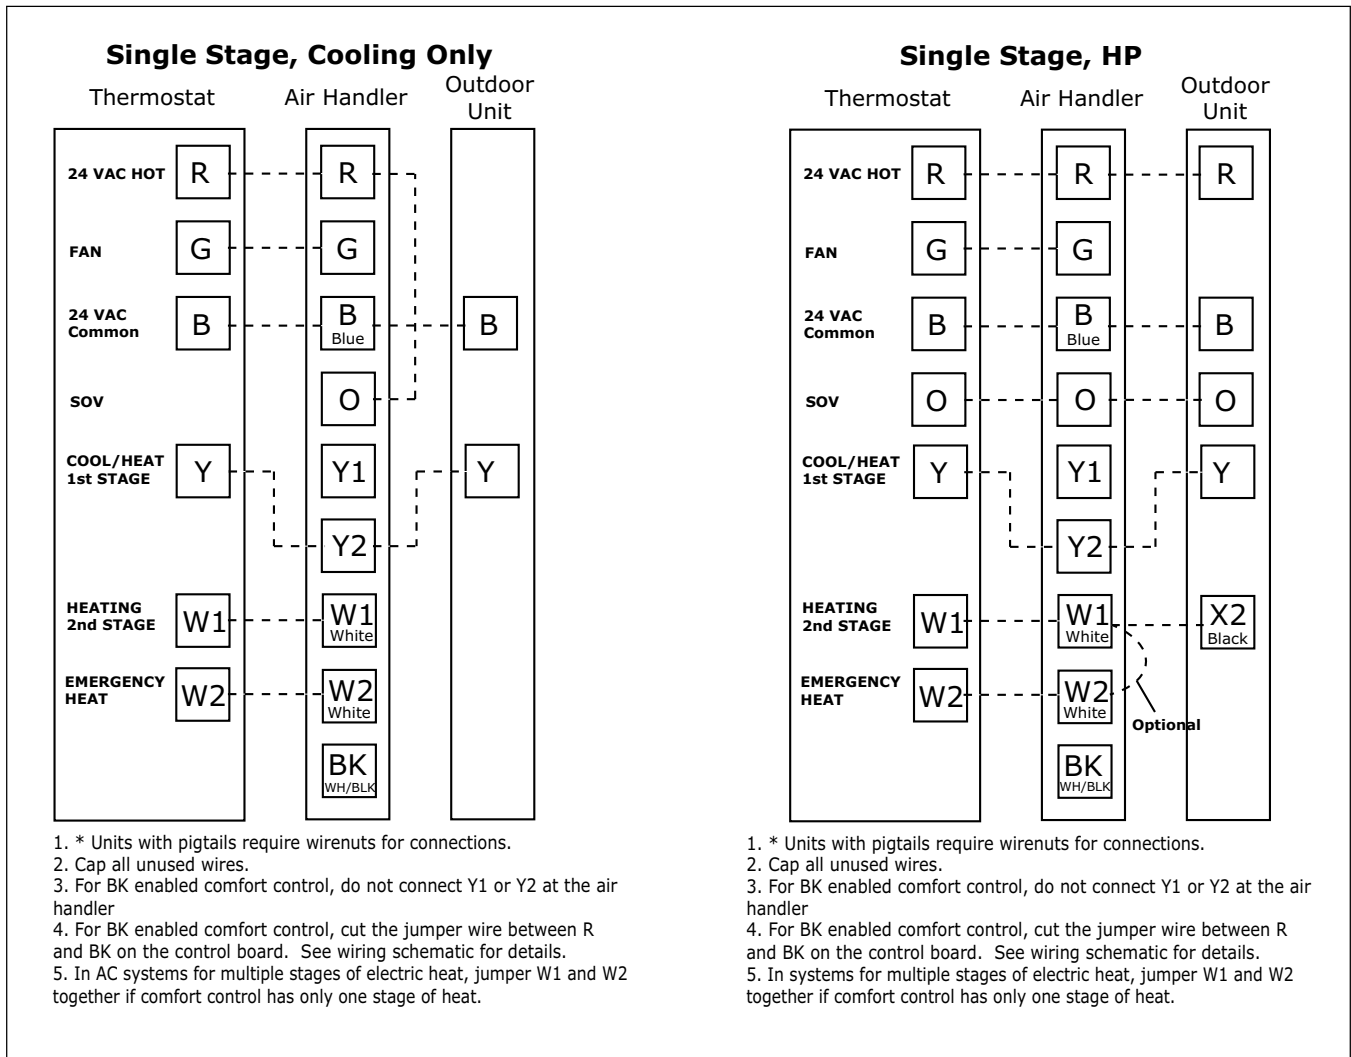 Single Stage, Cooling Only
Thermostat
Air Handler
Outdoor
Unit
24 VAC HOT
R
R
FAN
G
G
24 VAC
Common
B
B
Blue
B
SOV
O
COOL/HEAT
1st STAGE
Y
Y1
Y
Y2
HEATING
2nd STAGE
W1
W1
White
EMERGENCY
HEAT
W2
W2
White
BK
WH/BLK
1. * Units with pigtails require wirenuts for connections.
2. Cap all unused wires.
3. For BK enabled comfort control, do not connect Y1 or Y2 at the air
handler
4. For BK enabled comfort control, cut the jumper wire between R
and BK on the control board.  See wiring schematic for details.
5. In AC systems for multiple stages of electric heat, jumper W1 and W2
together if comfort control has only one stage of heat.
Single Stage, HP
Thermostat
Air Handler
Outdoor
Unit
24 VAC HOT
R
R
R
FAN
G
G
24 VAC
Common
B
B
Blue
B
SOV
O
O
O
COOL/HEAT
1st STAGE
Y
Y1
Y
Y2
HEATING
2nd STAGE
W1
W1
White
X2
Black
EMERGENCY
HEAT
W2
W2
White
Optional
BK
WH/BLK
1. * Units with pigtails require wirenuts for connections.
2. Cap all unused wires.
3. For BK enabled comfort control, do not connect Y1 or Y2 at the air
handler
4. For BK enabled comfort control, cut the jumper wire between R
and BK on the control board.  See wiring schematic for details.
5. In systems for multiple stages of electric heat, jumper W1 and W2
together if comfort control has only one stage of heat.